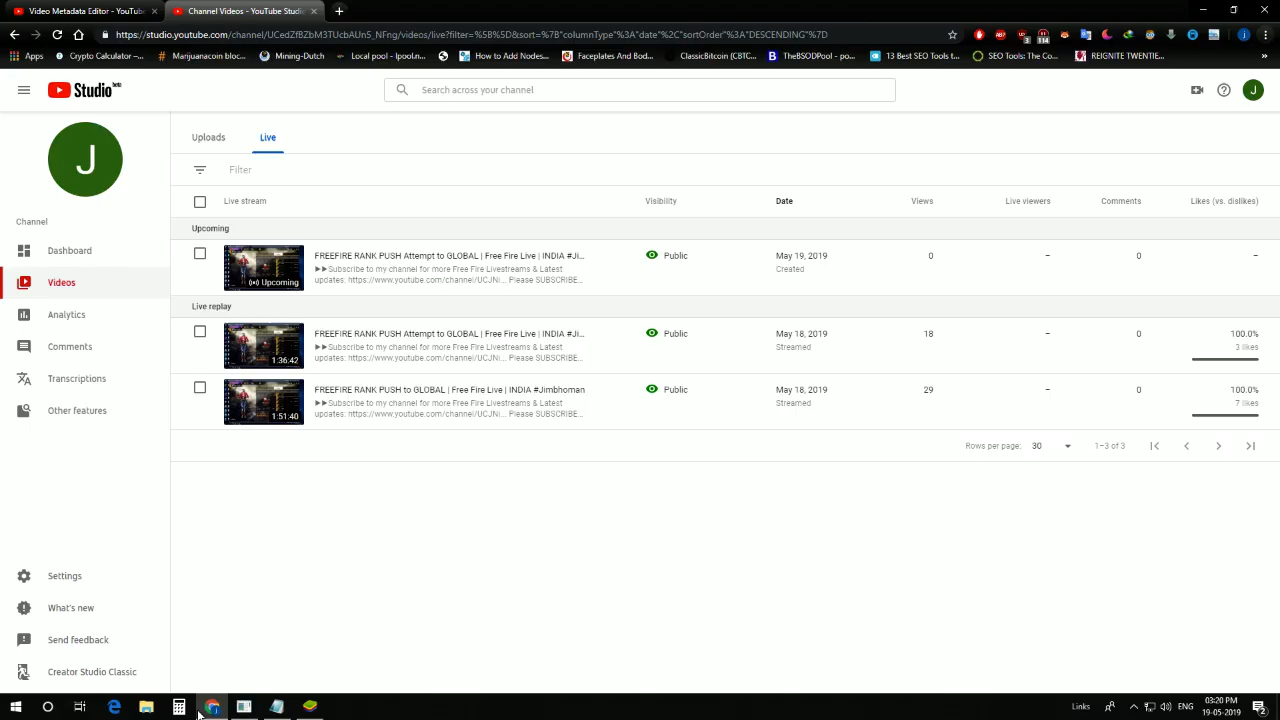 Video Metadata Editor - YouTube
Channel Videos - YouTube Studio
https://studio.youtube.com/channel/UCedZfBZbM3TUcbAUn5_NFng/videos/live?filter=%5B%5D&sort=%7B"columnType"%3A"date"%2C"sortOrder"%3A"DESCENDING"%7D
Apps
Crypto Calculator –...
Marijuanacoin bloc...
Mining-Dutch
Local pool - lpool.n...
How to Add Nodes...
Faceplates And Bod...
ClassicBitcoin (CBTC...
TheBSODPool - po...
13 Best SEO Tools t...
SEO Tools: The Co...
REIGNITE TWENTIE...
»
Studio beta
Search across your channel
J
J
Channel
Dashboard
Videos
Analytics
Comments
Transcriptions
Other features
Settings
What's new
Send feedback
Creator Studio Classic
Uploads
Live
Filter
Live stream
Visibility
Date
Views
Live viewers
Comments
Likes (vs. dislikes)
Upcoming
Upcoming
FREEFIRE RANK PUSH Attempt to GLOBAL | Free Fire Live | INDIA #Ji...
▶▶Subscribe to my channel for more Free Fire Livestreams & Latest
updates: https://www.youtube.com/channel/UCJNi... Please SUBSCRIBE...
Public
May 19, 2019
Created
0
–
0
–
Live replay
1:36:42
FREEFIRE RANK PUSH Attempt to GLOBAL | Free Fire Live | INDIA #Ji...
▶▶Subscribe to my channel for more Free Fire Livestreams & Latest
updates: https://www.youtube.com/channel/UCJNi... Please SUBSCRIBE...
Public
May 18, 2019
Streamed
18
–
0
100.0%
3 likes
1:51:40
FREEFIRE RANK PUSH to GLOBAL | Free Fire Live | INDIA #Jimbhoman
▶▶Subscribe to my channel for more Free Fire Livestreams & Latest
updates: https://www.youtube.com/channel/UCJNi... Please SUBSCRIBE...
Public
May 18, 2019
Streamed
29
–
0
100.0%
7 likes
Rows per page:
30
1–3 of 3
Links
ENG
03:20 PM
19-05-2019
2